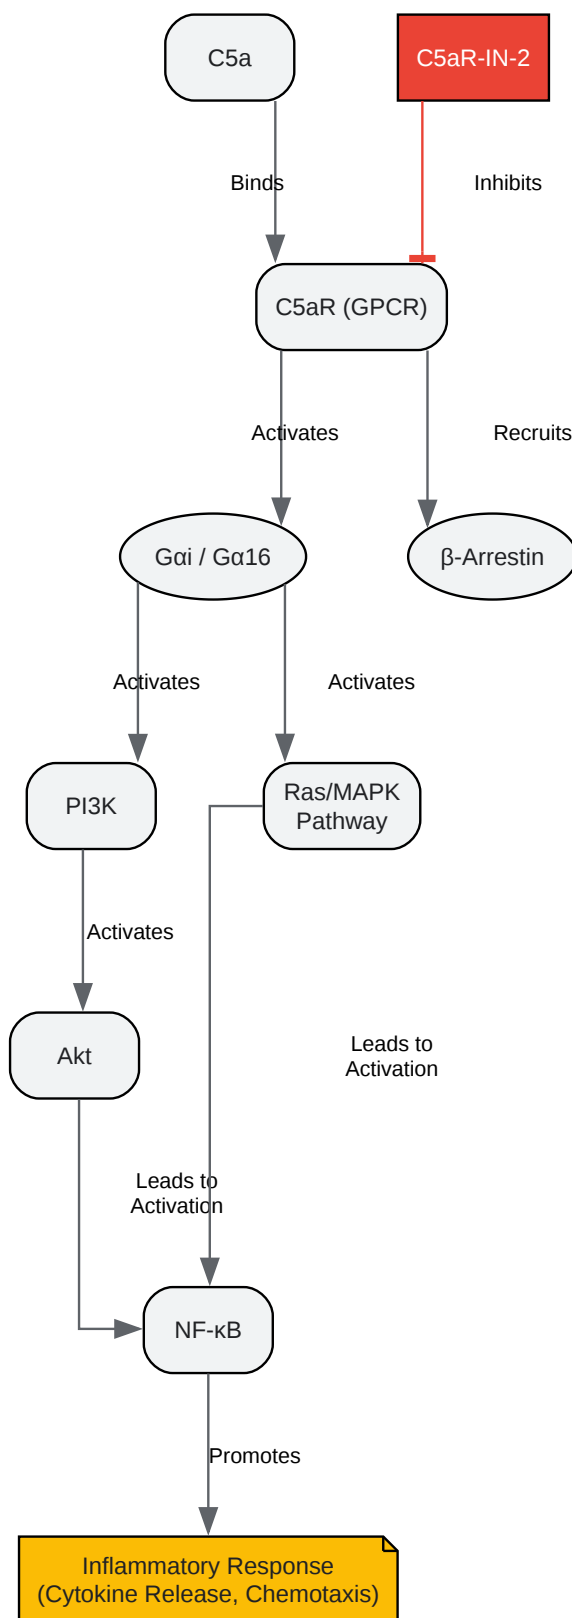 C5a
C5aR-IN-2
Binds
Inhibits
C5aR (GPCR)
Activates
Recruits
Gαi / Gα16
β-Arrestin
Activates
Activates
PI3K
Ras/MAPK
Pathway
Activates
Akt
Leads to
Activation
Leads to
Activation
NF-κB
Promotes
Inflammatory Response
(Cytokine Release, Chemotaxis)